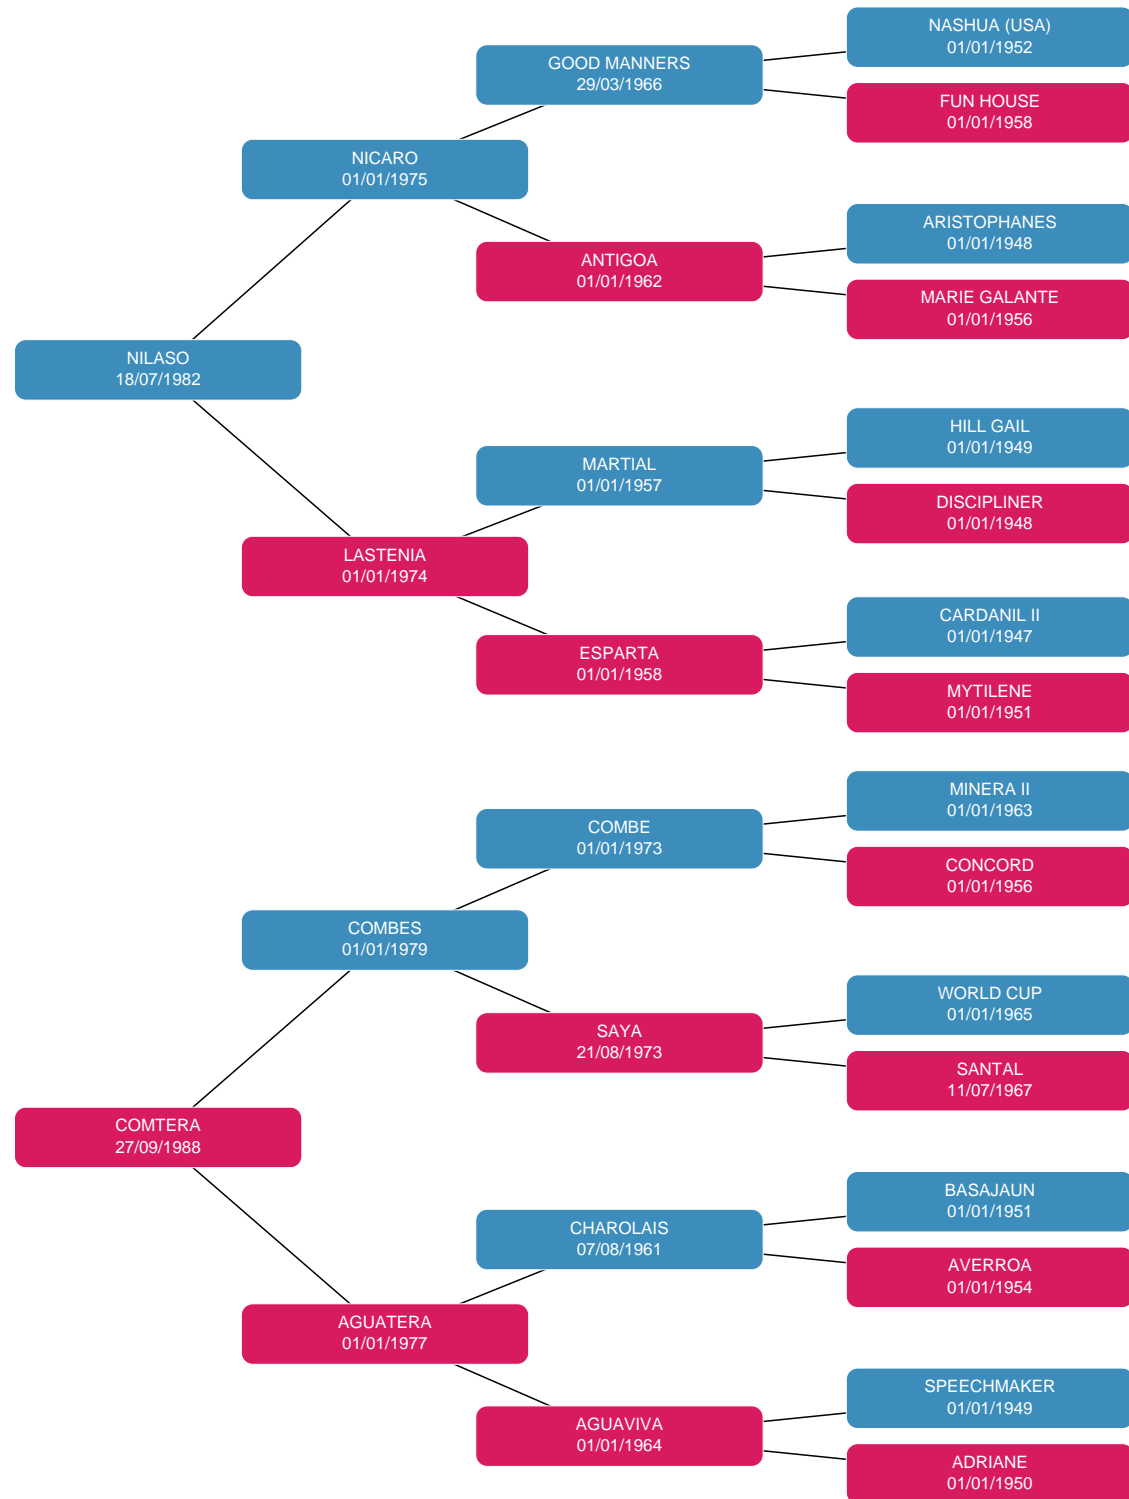 NASHUA (USA)
01/01/1952
GOOD MANNERS
29/03/1966
FUN HOUSE
01/01/1958
NICARO
01/01/1975
ARISTOPHANES
01/01/1948
ANTIGOA
01/01/1962
MARIE GALANTE
01/01/1956
NILASO
18/07/1982
HILL GAIL
01/01/1949
MARTIAL
01/01/1957
DISCIPLINER
01/01/1948
LASTENIA
01/01/1974
CARDANIL II
01/01/1947
ESPARTA
01/01/1958
MYTILENE
01/01/1951
MINERA II
01/01/1963
COMBE
01/01/1973
CONCORD
01/01/1956
COMBES
01/01/1979
WORLD CUP
01/01/1965
SAYA
21/08/1973
SANTAL
11/07/1967
COMTERA
27/09/1988
BASAJAUN
01/01/1951
CHAROLAIS
07/08/1961
AVERROA
01/01/1954
AGUATERA
01/01/1977
SPEECHMAKER
01/01/1949
AGUAVIVA
01/01/1964
ADRIANE
01/01/1950